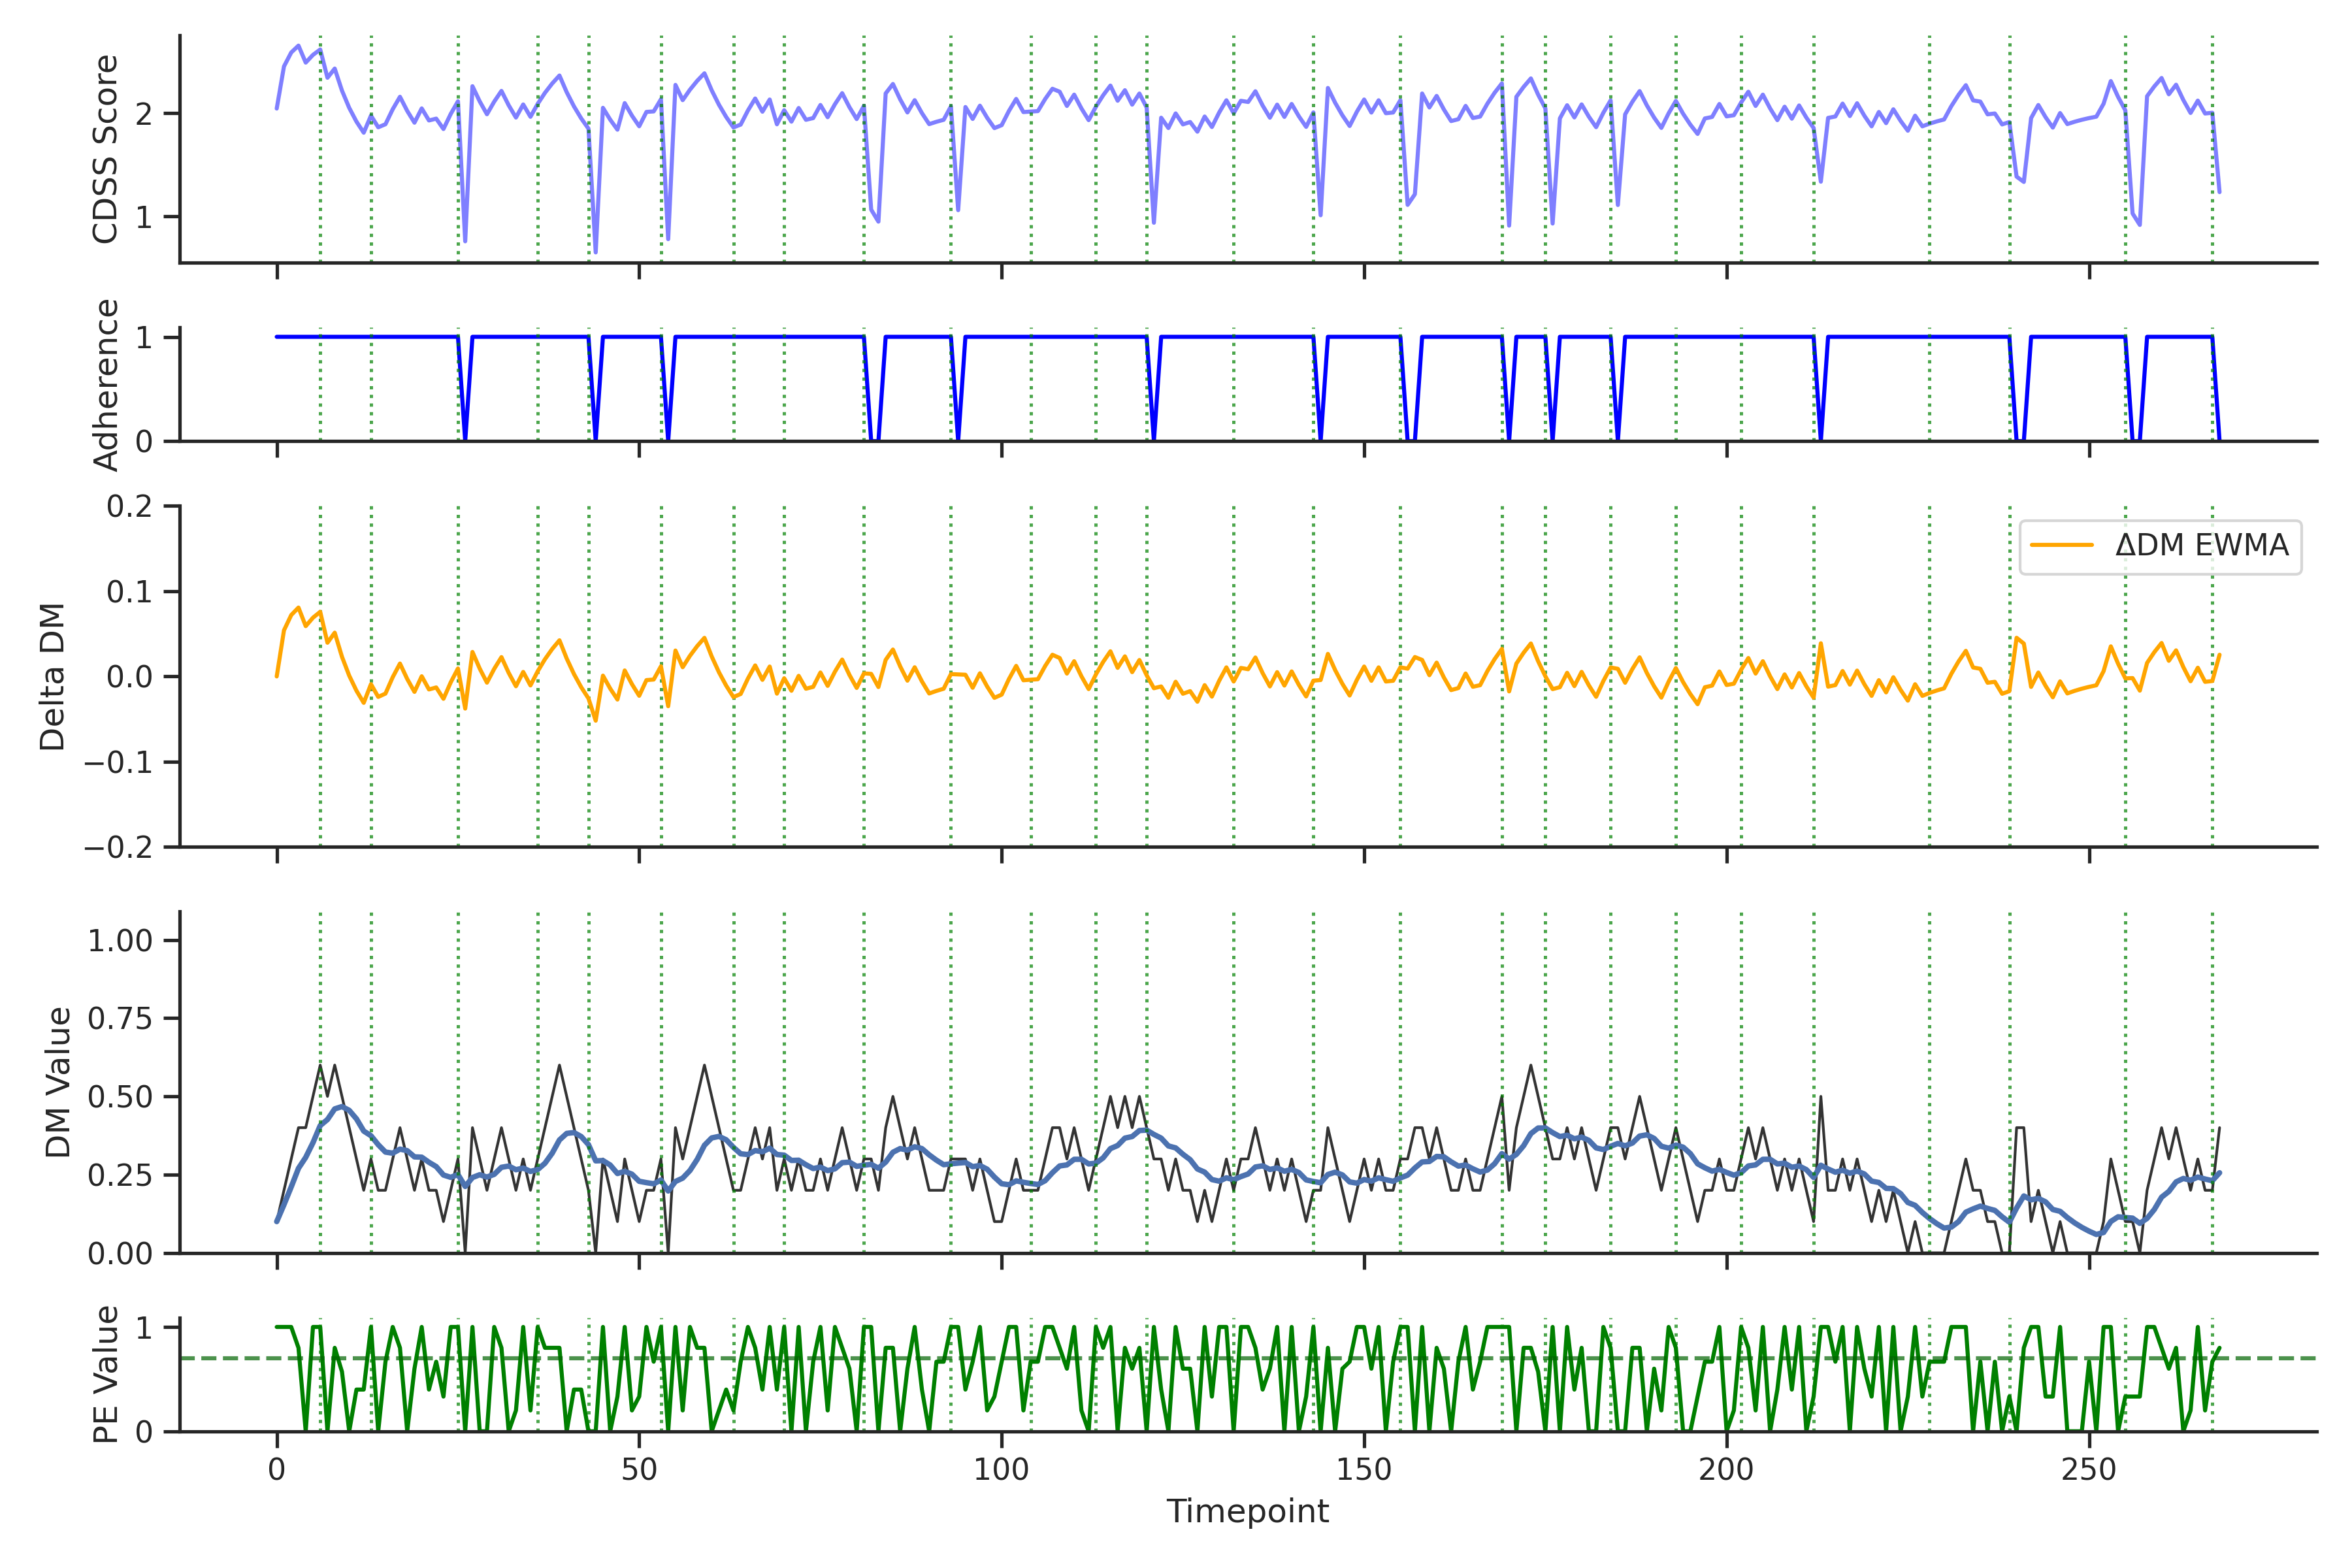 CDSS Score
2
1
Adherence
1
0
Delta DM
0.2
0.1
0.0
−0.1
−0.2
ΔDM EWMA
DM Value
1.00
0.75
0.50
0.25
0.00
PE Value
1
0
0 50 100 150 200 250
Timepoint